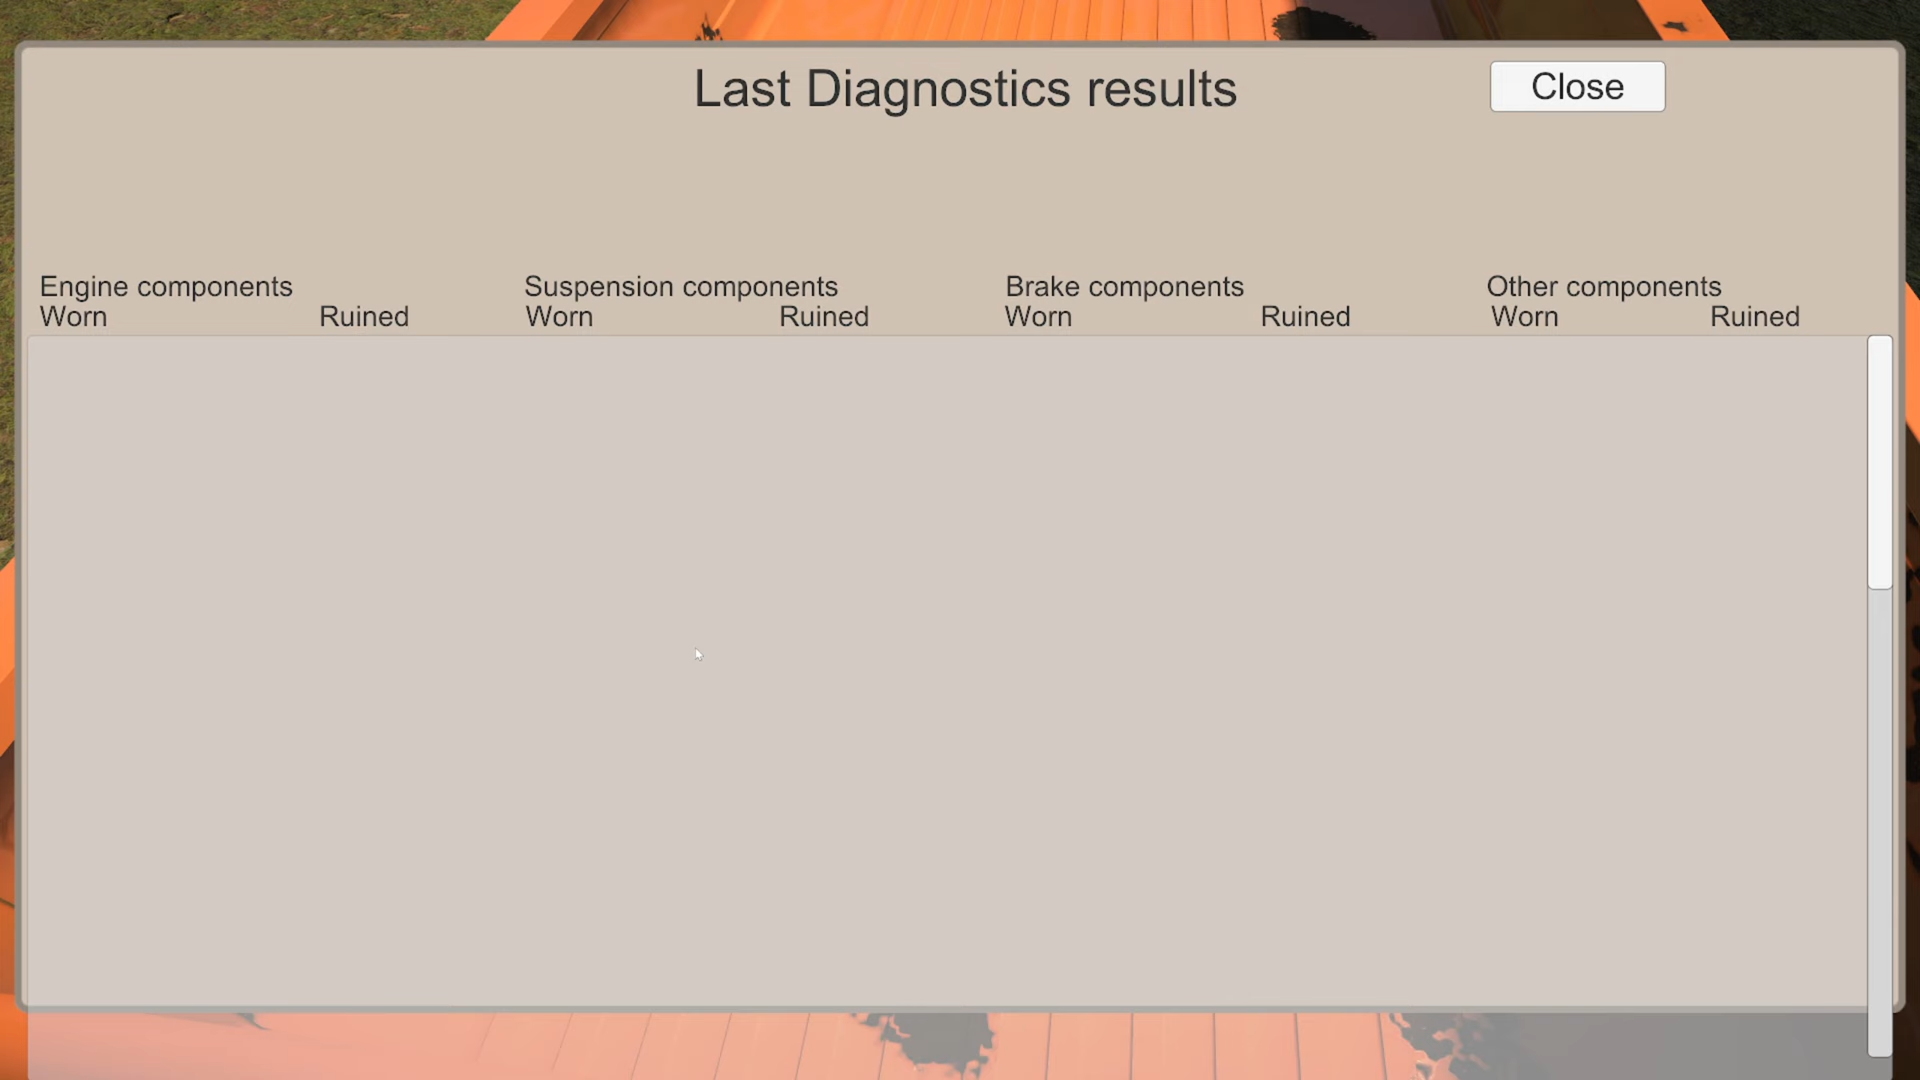 Last Diagnostics results
Close
Engine components
Suspension components
Brake components
Other components
Worn
Ruined
Worn
Ruined
Worn
Ruined
Worn
Ruined